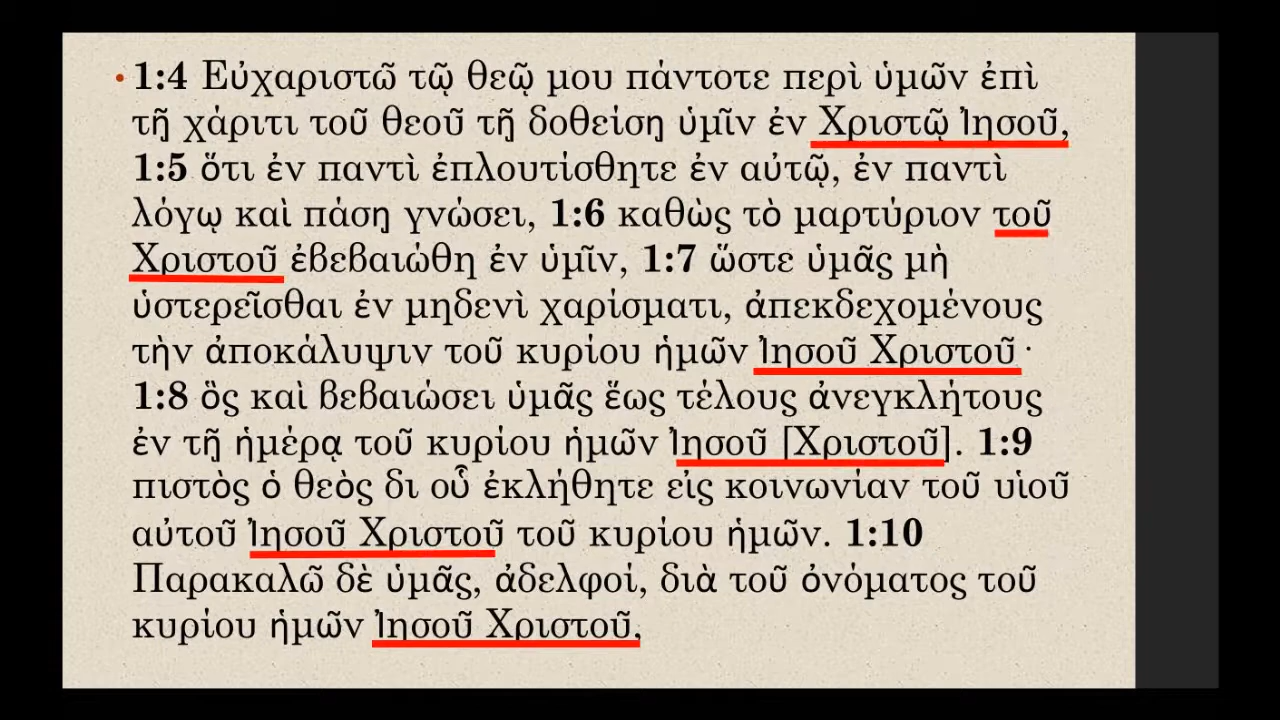 • 1:4 Εὐχαριστῶ τῷ θεῷ μου πάντοτε περὶ ὑμῶν ἐπὶ
τῇ χάριτι τοῦ θεοῦ τῇ δοθείσῃ ὑμῖν ἐν Χριστῷ Ἰησοῦ,
1:5 ὅτι ἐν παντὶ ἐπλουτίσθητε ἐν αὐτῷ, ἐν παντὶ
λόγῳ καὶ πάσῃ γνώσει, 1:6 καθὼς τὸ μαρτύριον τοῦ
Χριστοῦ ἐβεβαιώθη ἐν ὑμῖν, 1:7 ὥστε ὑμᾶς μὴ
ὑστερεῖσθαι ἐν μηδενὶ χαρίσματι, ἀπεκδεχομένους
τὴν ἀποκάλυψιν τοῦ κυρίου ἡμῶν Ἰησοῦ Χριστοῦ ·
1:8 ὃς καὶ βεβαιώσει ὑμᾶς ἕως τέλους ἀνεγκλήτους
ἐν τῇ ἡμέρᾳ τοῦ κυρίου ἡμῶν Ἰησοῦ [Χριστοῦ]. 1:9
πιστὸς ὁ θεὸς δι οὗ ἐκλήθητε εἰς κοινωνίαν τοῦ υἱοῦ
αὐτοῦ Ἰησοῦ Χριστοῦ τοῦ κυρίου ἡμῶν. 1:10
Παρακαλῶ δὲ ὑμᾶς, ἀδελφοί, διὰ τοῦ ὀνόματος τοῦ
κυρίου ἡμῶν Ἰησοῦ Χριστοῦ,